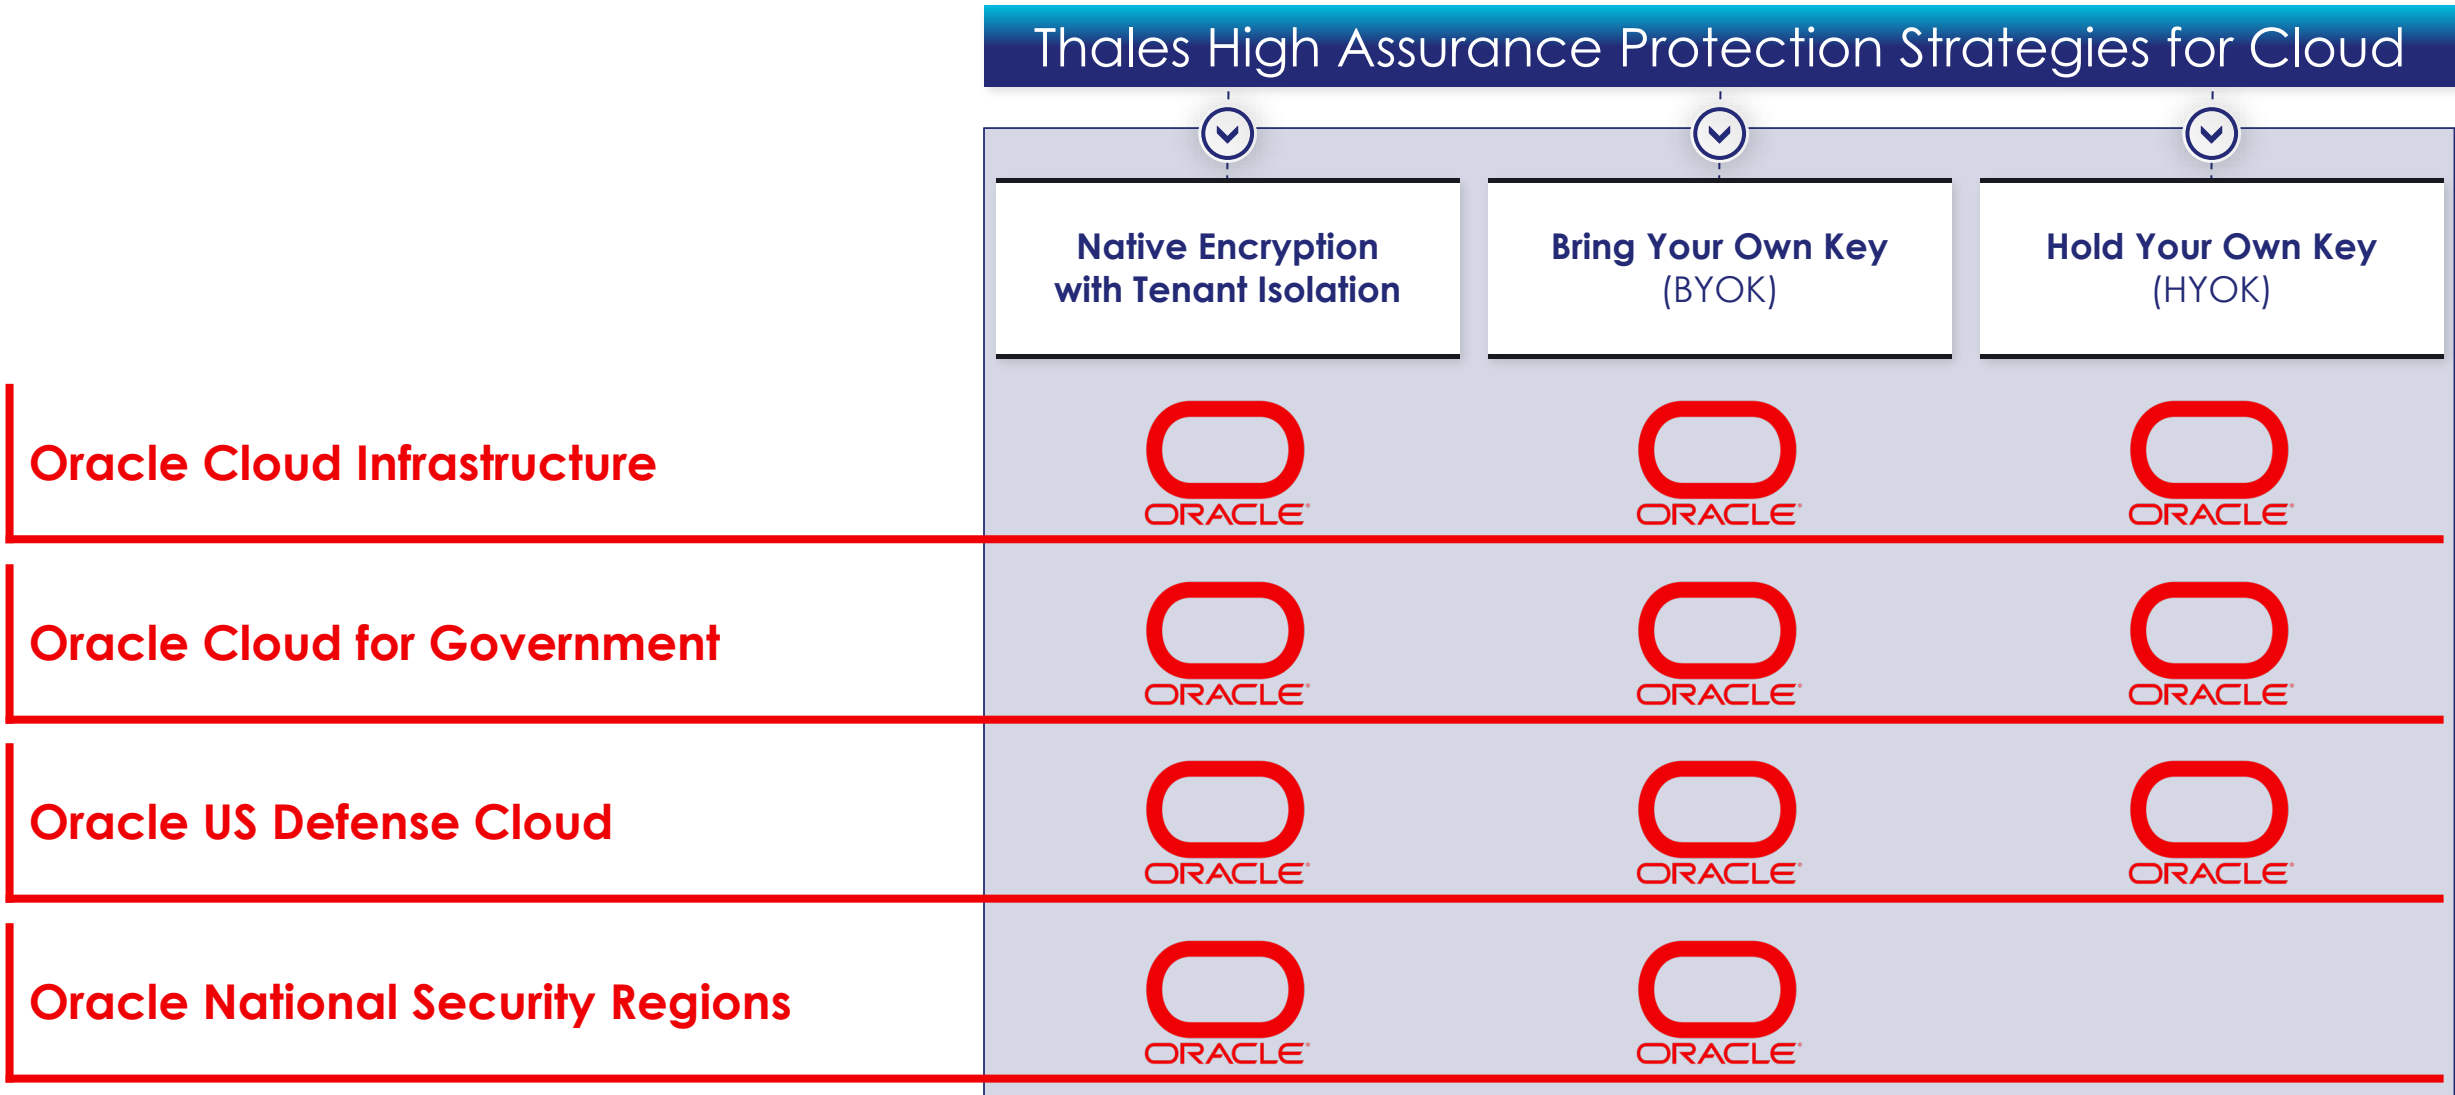 Thales High Assurance Protection Strategies for Cloud
Native Encryption
with Tenant Isolation
Bring Your Own Key
(BYOK)
Hold Your Own Key
(HYOK)
Oracle Cloud Infrastructure
ORACLE
ORACLE
ORACLE
Oracle Cloud for Government
ORACLE
ORACLE
ORACLE
Oracle US Defense Cloud
ORACLE
ORACLE
ORACLE
Oracle National Security Regions
ORACLE
ORACLE